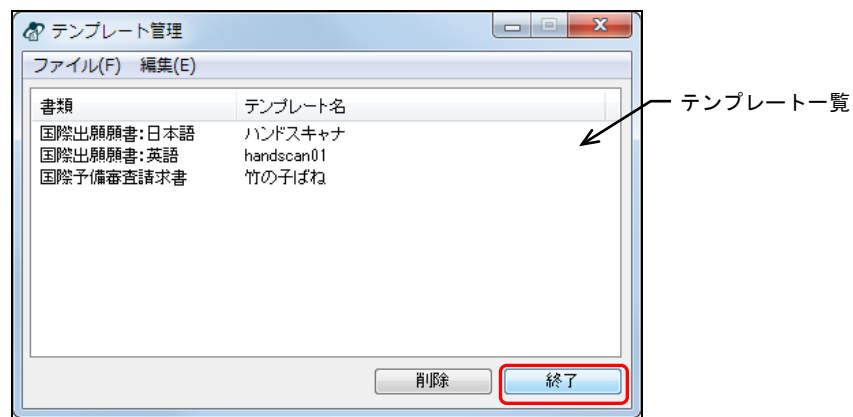 テンプレート管理
ファイル(F) 編集(E)
書類 テンプレート名
国際出願願書:日本語 ハンドスキャナ
国際出願願書:英語 handscan01
国際予備審査請求書 竹の子ばね
テンプレート一覧
削除 終了